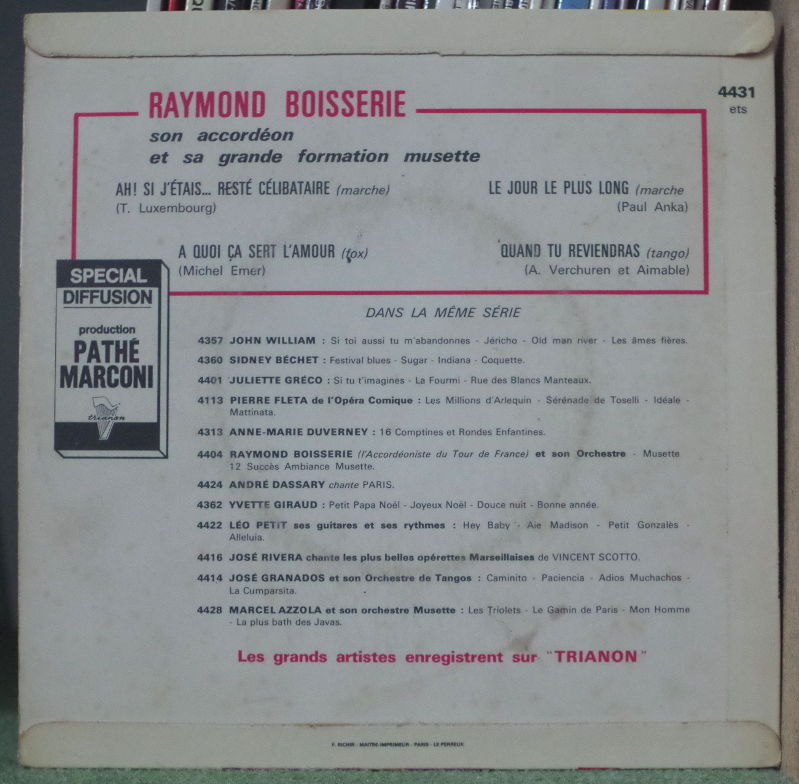 4431
ets
RAYMOND BOISSERIE
son accordéon
et sa grande formation musette
AH! SI J'ÉTAIS... RESTÉ CÉLIBATAIRE (marche)
(T. Luxembourg)
LE JOUR LE PLUS LONG (marche
(Paul Anka)
A QUOI ÇA SERT L'AMOUR (fox)
(Michel Emer)
QUAND TU REVIENDRAS (tango)
(A. Verchuren et Aimable)
SPECIAL
DIFFUSION
production
PATHÉ
MARCONI
trianon
DANS LA MÊME SÉRIE
4357 JOHN WILLIAM : Si toi aussi tu m'abandonnes - Jéricho - Old man river - Les âmes fières.
4360 SIDNEY BÉCHET : Festival blues - Sugar - Indiana - Coquette.
4401 JULIETTE GRÉCO : Si tu t'imagines - La Fourmi - Rue des Blancs Manteaux.
4113 PIERRE FLETA de l'Opéra Comique : Les Millions d'Arlequin - Sérénade de Toselli - Idéale -
Mattinata.
4313 ANNE-MARIE DUVERNEY : 16 Comptines et Rondes Enfantines.
4404 RAYMOND BOISSERIE (l'Accordéoniste du Tour de France) et son Orchestre - Musette
12 Succès Ambiance Musette.
4424 ANDRÉ DASSARY chante PARIS.
4362 YVETTE GIRAUD : Petit Papa Noël - Joyeux Noël - Douce nuit - Bonne année.
4422 LÉO PETIT ses guitares et ses rythmes : Hey Baby - Aie Madison - Petit Gonzalès -
Alleluia.
4416 JOSÉ RIVERA chante les plus belles opérettes Marseillaises de VINCENT SCOTTO.
4414 JOSÉ GRANADOS et son Orchestre de Tangos : Caminito - Paciencia - Adios Muchachos -
La Cumparsita.
4428 MARCEL AZZOLA et son orchestre Musette : Les Triolets - Le Gamin de Paris - Mon Homme
- La plus bath des Javas.
Les grands artistes enregistrent sur "TRIANON"
F. RICHIR - MAITRE-IMPRIMEUR - PARIS - LE PERREUX